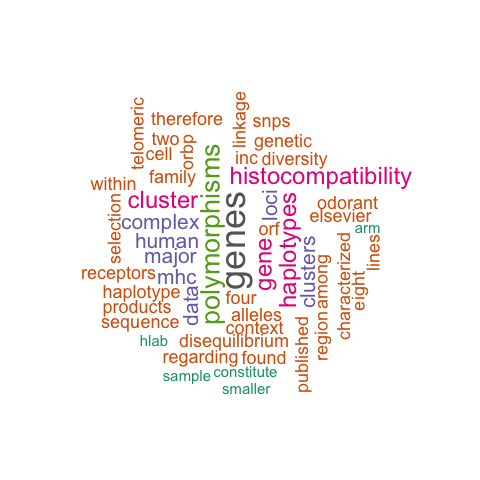 telomeric
therefore
linkage
snps
two
orbp
genetic
cell
inc
diversity
family
histocompatibility
within
cluster
polymorphisms
genes
loci
haplotypes
odorant
selection
complex
gene
orf
elsevier
human
arm
major
clusters
receptors
mhc
data
among
characterized
lines
haplotype
four
eight
products
alleles
region
sequence
context
hlab
disequilibrium
published
regarding
found
sample
constitute
smaller